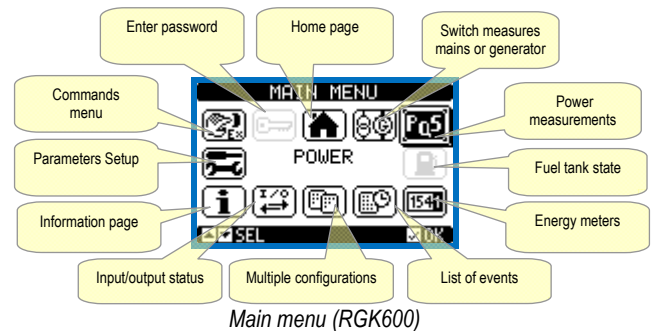 Enter password
Home page
Switch measures
mains or generator
MAIN MENU
Commands
menu
Ex
PQS
Power
measurements
Parameters Setup
POWER
Fuel tank state
Information page
i
I/O
Energy meters
SEL
OK
Input/output status
Multiple configurations
List of events
Main menu (RGK600)